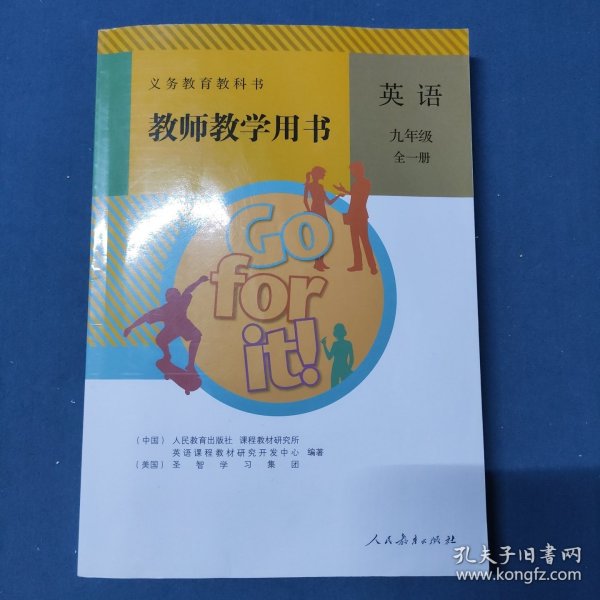 义务教育教科书
教师教学用书
英语
九年级
全一册
Go
for
it!
（中国） 人民教育出版社 课程教材研究所
英语课程教材研究开发中心 编著
（美国） 圣智学习集团
人民教育出版社
孔夫子旧书网
www.kongfz.com